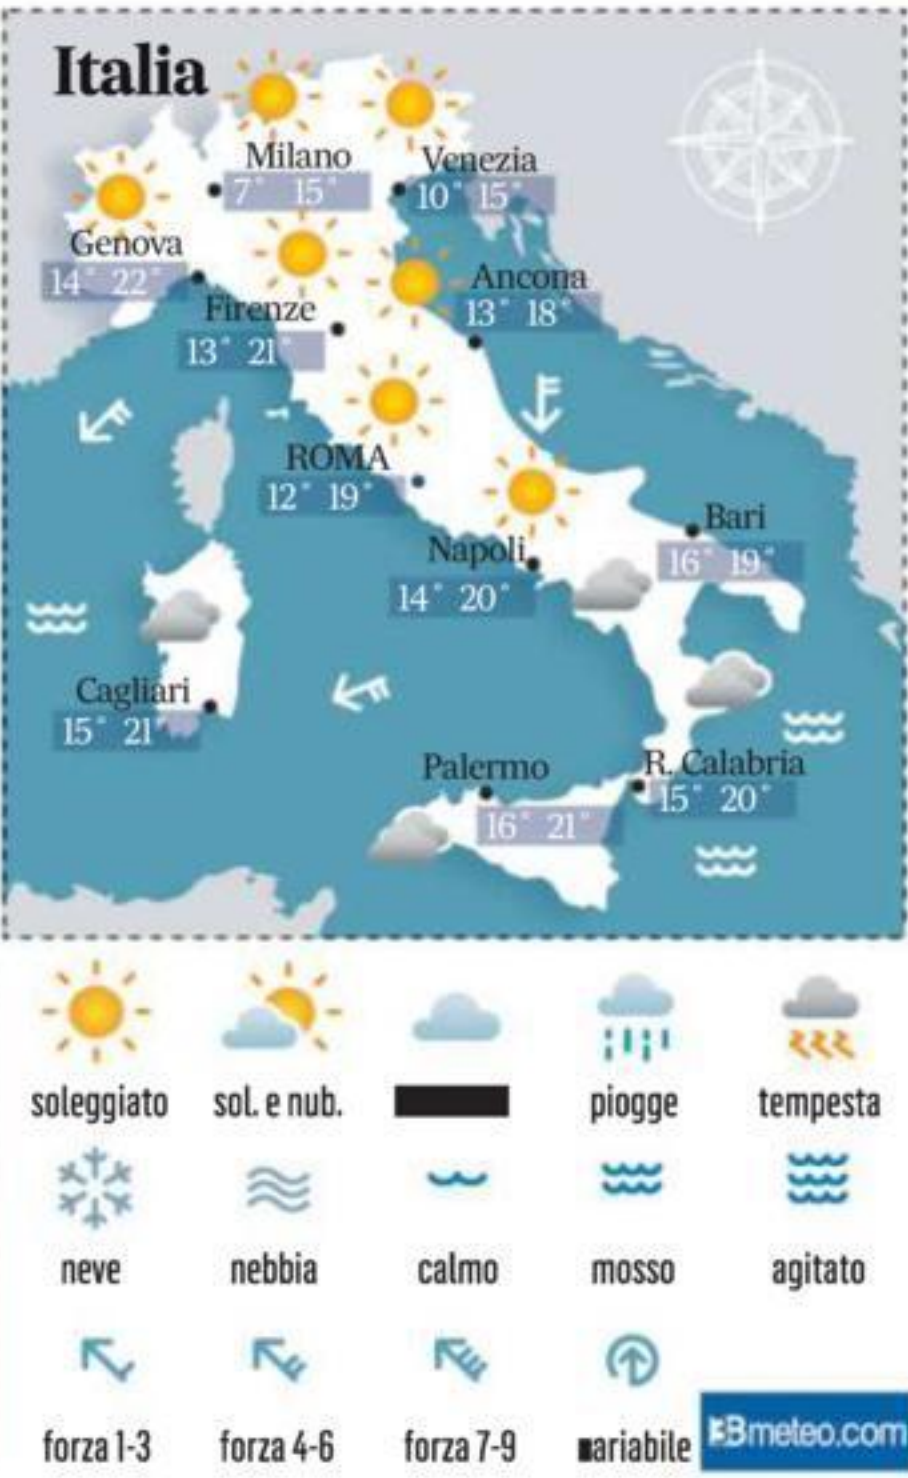 Italia
Milano
7° 15°
Venezia
10° 15°
Genova
14° 22°
Firenze
13° 21°
Ancona
13° 18°
ROMA
12° 19°
Napoli
14° 20°
Bari
16° 19°
Cagliari
15° 21°
Palermo
16° 21°
R. Calabria
15° 20°
soleggiato sol. e nub. piogge tempesta
neve nebbia calmo mosso agitato
forza 1-3 forza 4-6 forza 7-9 ariabile
3Bmeteo.com